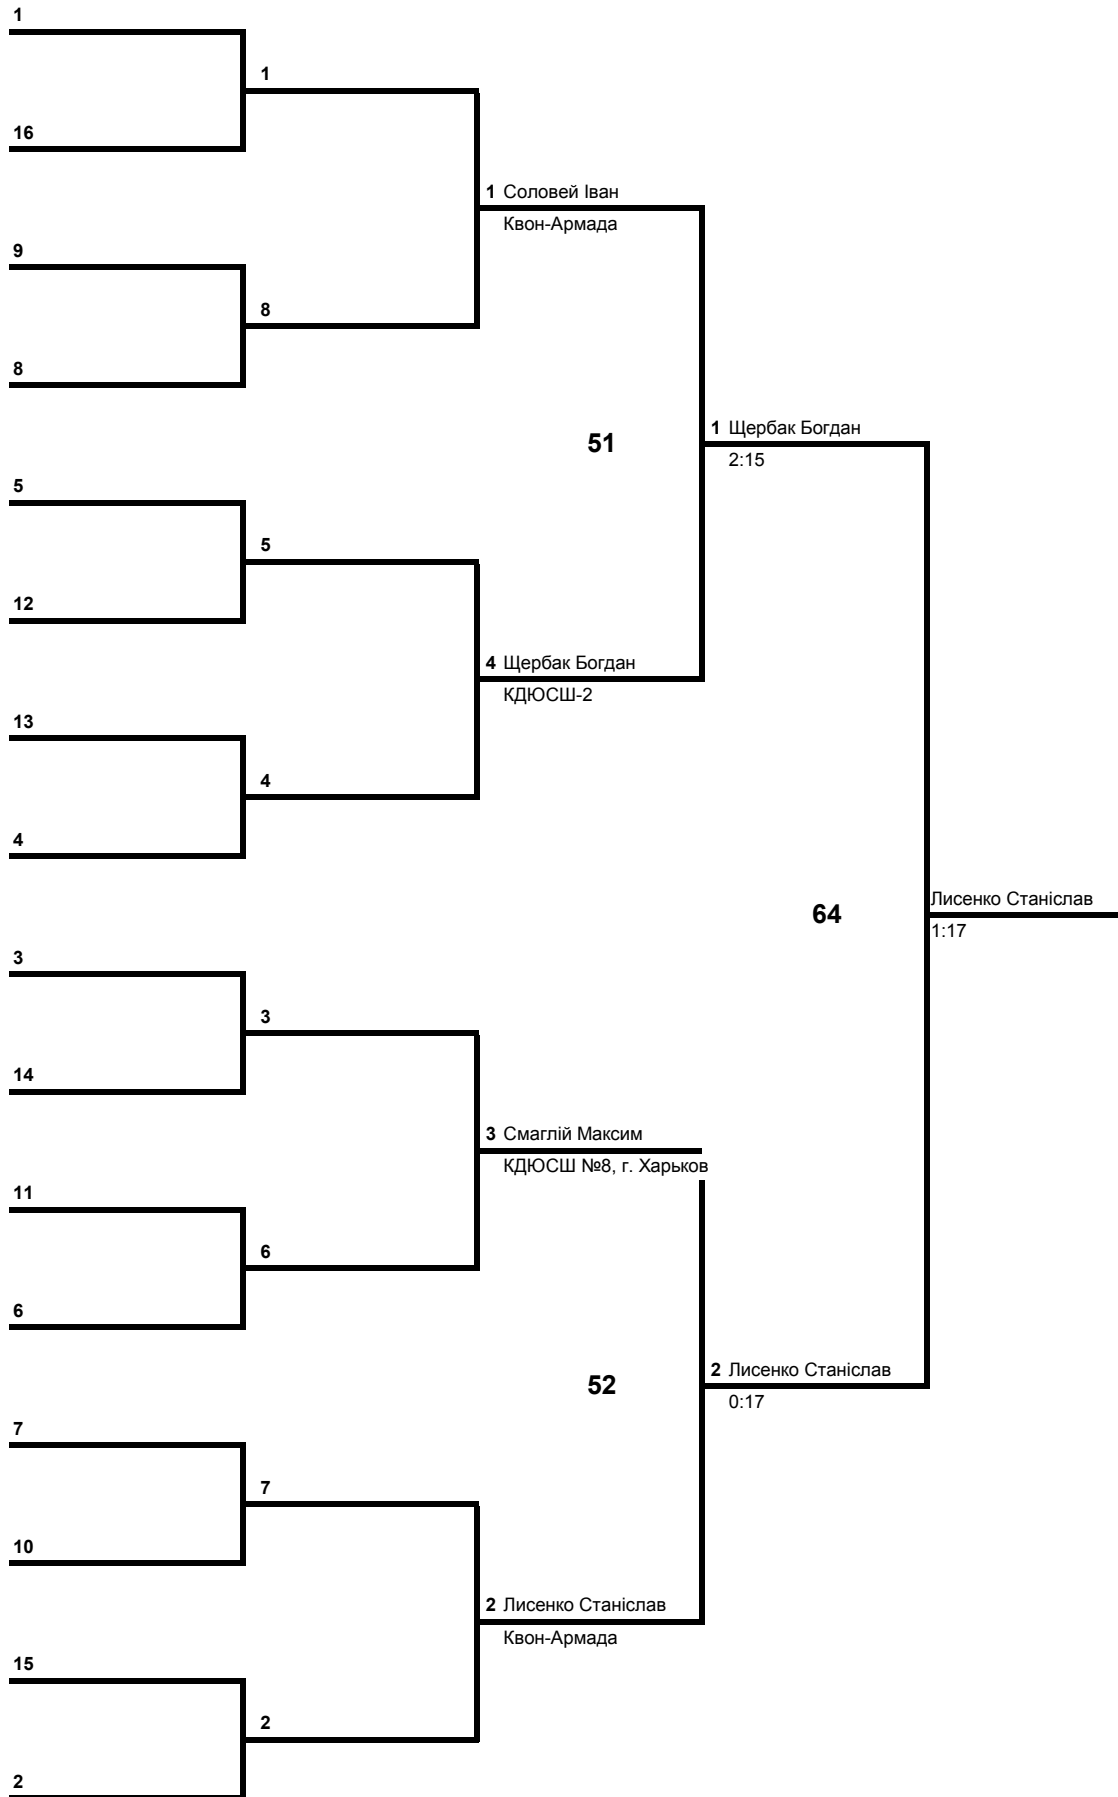 1
1
16
1 Соловей Іван
Квон-Армада
9
8
8
1 Щербак Богдан
51
2:15
5
5
12
4 Щербак Богдан
КДЮСШ-2
13
4
4
Лисенко Станіслав
64
1:17
3
3
14
3 Смаглій Максим
КДЮСШ №8, г. Харьков
11
6
6
2 Лисенко Станіслав
52
0:17
7
7
10
2 Лисенко Станіслав
Квон-Армада
15
2
2